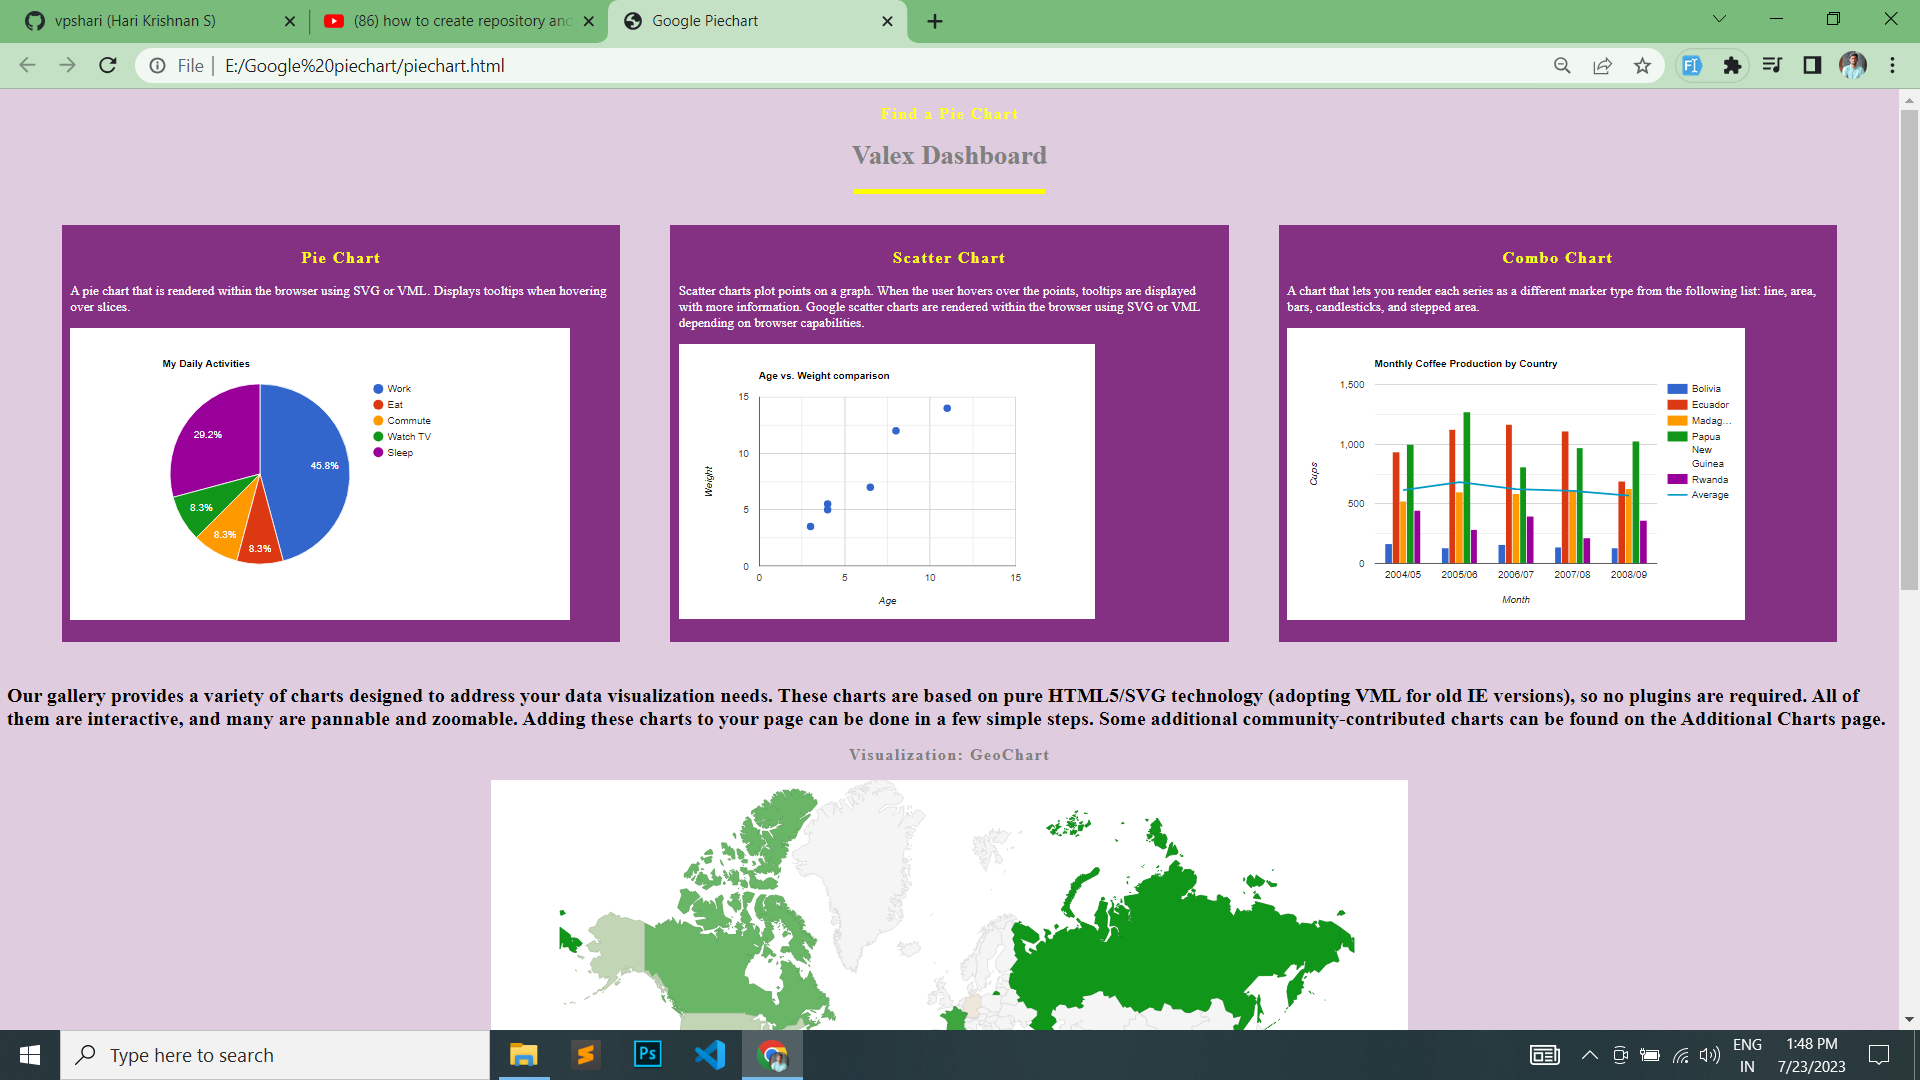 vpshari (Hari Krishnan S)
(86) how to create repository and
Google Piechart
File
E:/Google%20piechart/piechart.html
Find a Pie Chart
Valex Dashboard
Pie Chart
A pie chart that is rendered within the browser using SVG or VML. Displays tooltips when hovering
over slices.
My Daily Activities
Work
Eat
Commute
Watch TV
Sleep
29.2%
45.8%
8.3%
8.3%
8.3%
Scatter Chart
Scatter charts plot points on a graph. When the user hovers over the points, tooltips are displayed
with more information. Google scatter charts are rendered within the browser using SVG or VML
depending on browser capabilities.
Age vs. Weight comparison
15
10
5
0
Weight
0 5 10 15
Age
Combo Chart
A chart that lets you render each series as a different marker type from the following list: line, area,
bars, candlesticks, and stepped area.
Monthly Coffee Production by Country
1,500
1,000
500
0
Cups
2004/05 2005/06 2006/07 2007/08 2008/09
Month
Bolivia
Ecuador
Madag...
Papua
New
Guinea
Rwanda
Average
Our gallery provides a variety of charts designed to address your data visualization needs. These charts are based on pure HTML5/SVG technology (adopting VML for old IE versions), so no plugins are required. All of
them are interactive, and many are pannable and zoomable. Adding these charts to your page can be done in a few simple steps. Some additional community-contributed charts can be found on the Additional Charts page.
Visualization: GeoChart
Type here to search
Ps
ENG
IN
1:48 PM
7/23/2023